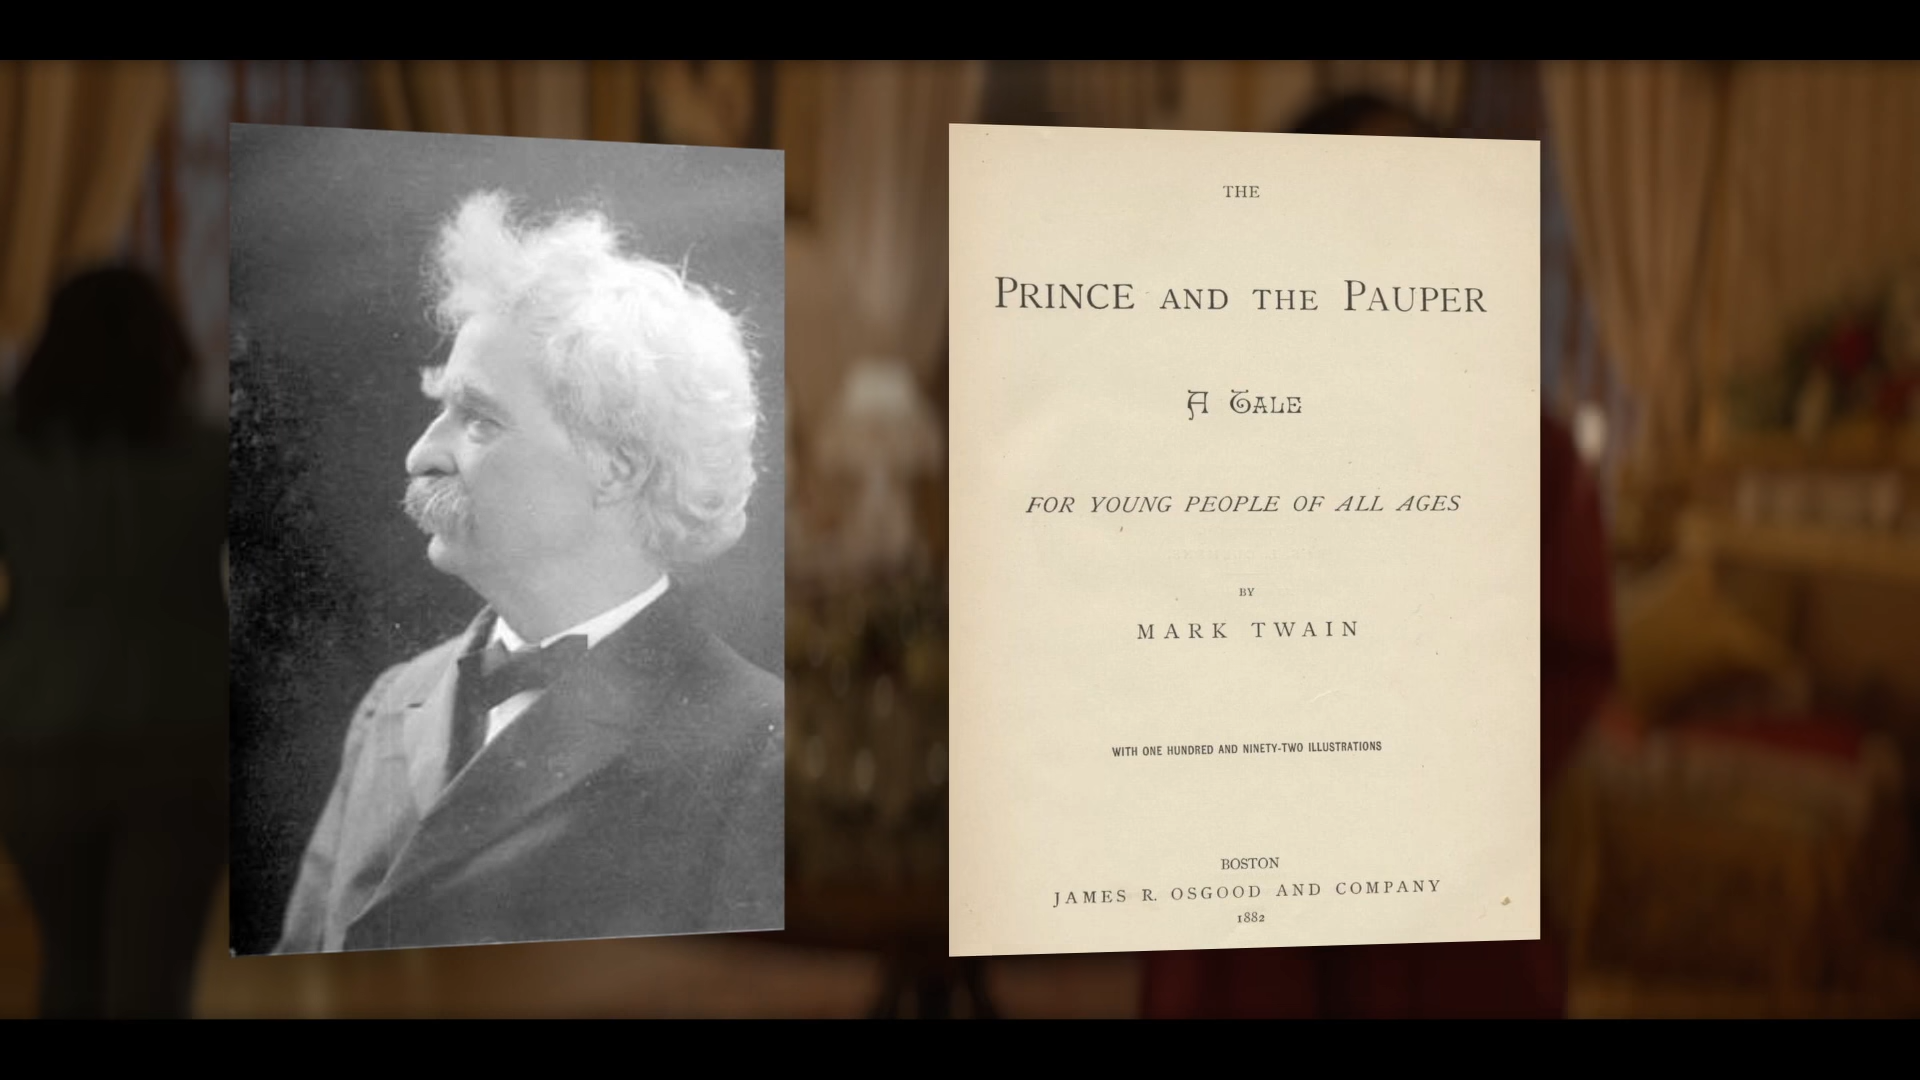 THE
PRINCE AND THE PAUPER
A TALE
FOR YOUNG PEOPLE OF ALL AGES
BY
MARK TWAIN
WITH ONE HUNDRED AND NINETY-TWO ILLUSTRATIONS
BOSTON
JAMES R. OSGOOD AND COMPANY
1882